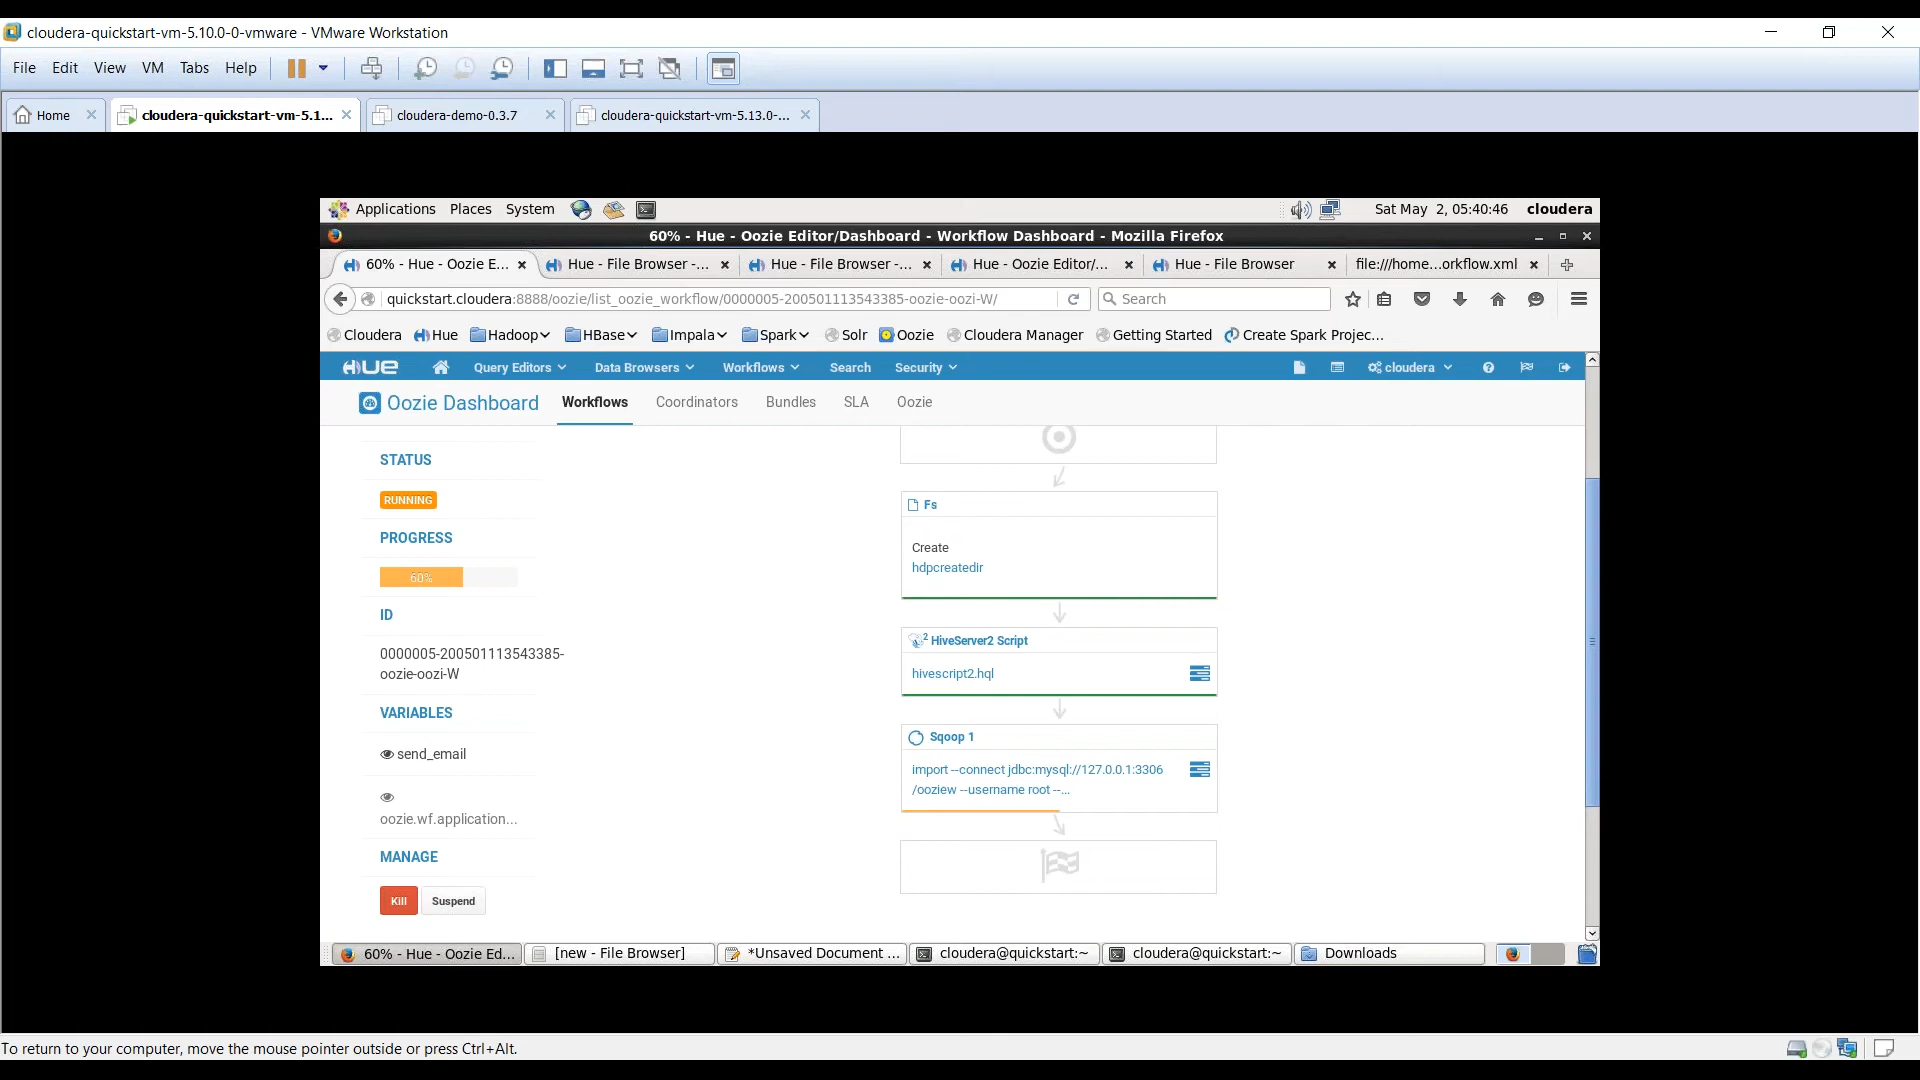 cloudera-quickstart-vm-5.10.0-0-vmware - VMware Workstation
File Edit View VM Tabs Help
Home cloudera-quickstart-vm-5.1... cloudera-demo-0.3.7 cloudera-quickstart-vm-5.13.0-...
Applications Places System Sat May 2, 05:40:46 cloudera
60% - Hue - Oozie Editor/Dashboard - Workflow Dashboard - Mozilla Firefox
60% - Hue - Oozie E... Hue - File Browser -... Hue - File Browser -... Hue - Oozie Editor/... Hue - File Browser file:///home...orkflow.xml
quickstart.cloudera:8888/oozie/list_oozie_workflow/0000005-200501113543385-oozie-oozi-W/ Search
Cloudera Hue Hadoop HBase Impala Spark Solr Oozie Cloudera Manager Getting Started Create Spark Projec...
HUE Query Editors Data Browsers Workflows Search Security cloudera
Oozie Dashboard Workflows Coordinators Bundles SLA Oozie
STATUS
RUNNING
PROGRESS
60%
ID
0000005-200501113543385-
oozie-oozi-W
VARIABLES
send_email
oozie.wf.application...
MANAGE
Kill Suspend
Fs
Create
hdpcreatedir
2 HiveServer2 Script
hivescript2.hql
Sqoop 1
import --connect jdbc:mysql://127.0.0.1:3306
/ooziew --username root --...
60% - Hue - Oozie Ed... [new - File Browser] *Unsaved Document ... cloudera@quickstart:~ cloudera@quickstart:~ Downloads
To return to your computer, move the mouse pointer outside or press Ctrl+Alt.